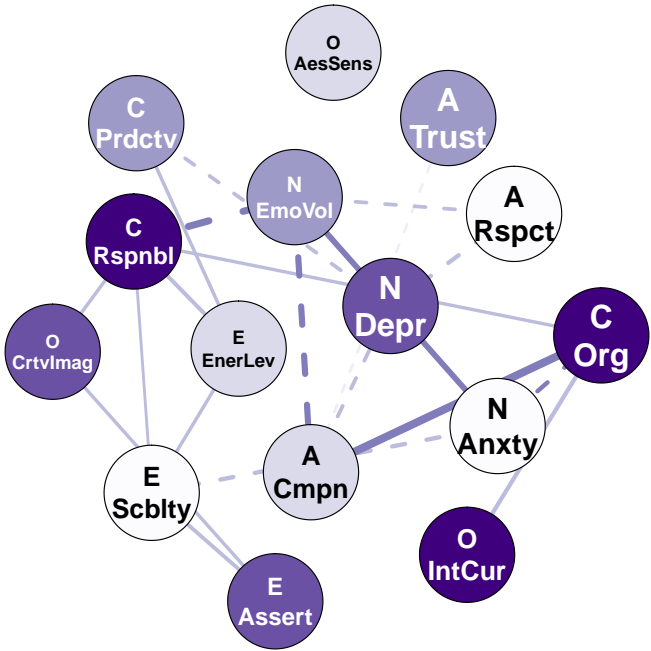 O
AesSens
C
Prdctv
A
Trust
N
EmoVol
A
Rspct
C
Rspnbl
N
Depr
C
Org
O
CrtvImag
E
EnerLev
N
Anxty
A
Cmpn
E
Scblty
O
IntCur
E
Assert